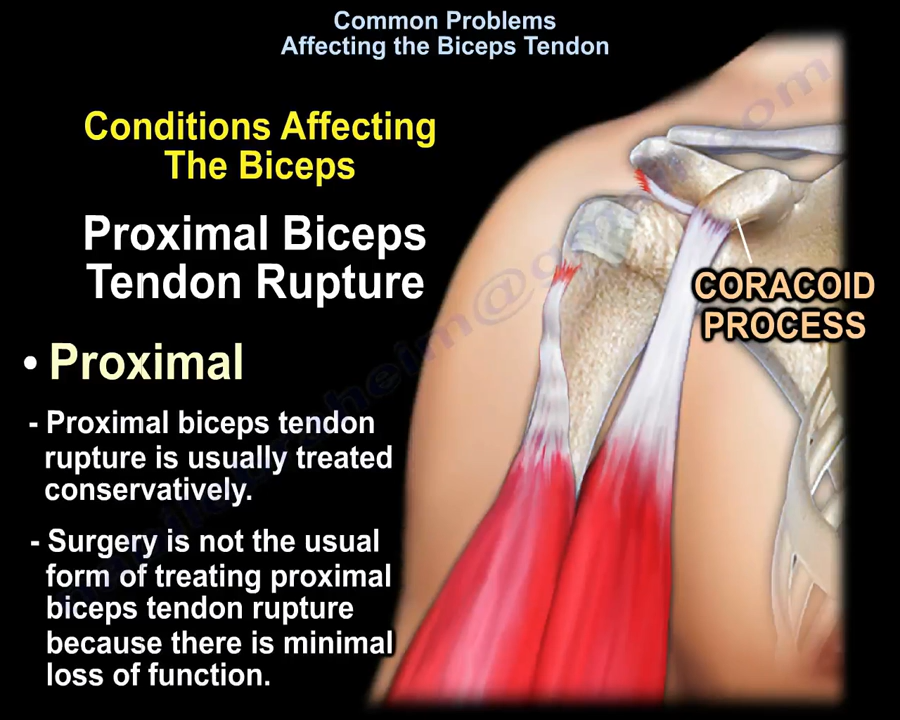 Common Problems
Affecting the Biceps Tendon
Conditions Affecting
The Biceps
Proximal Biceps
Tendon Rupture
• Proximal
- Proximal biceps tendon
rupture is usually treated
conservatively.
- Surgery is not the usual
form of treating proximal
biceps tendon rupture
because there is minimal
loss of function.
CORACOID
PROCESS